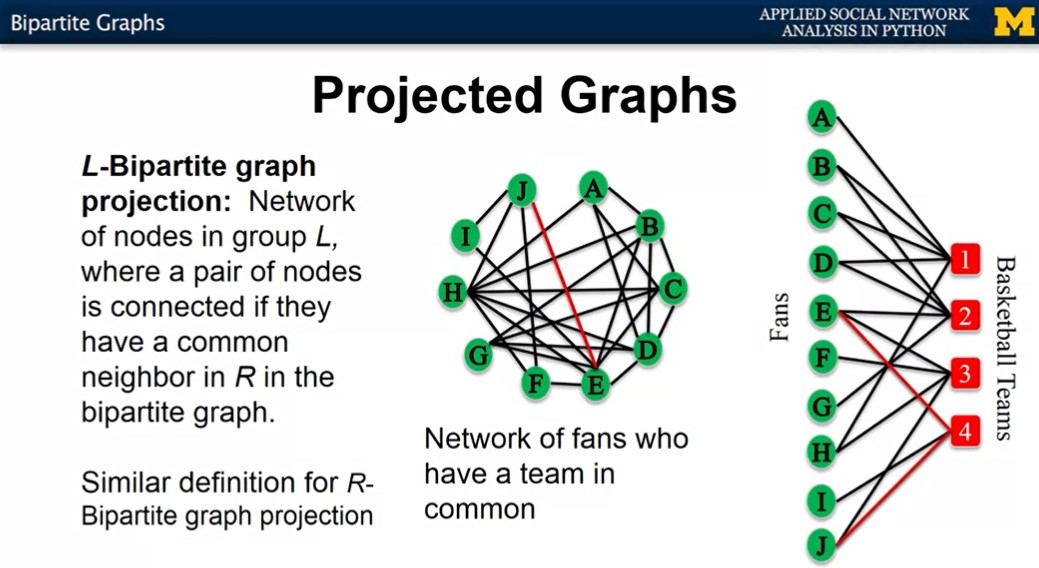 Bipartite Graphs
APPLIED SOCIAL NETWORK
ANALYSIS IN PYTHON
M
Projected Graphs
L-Bipartite graph
projection: Network
of nodes in group L,
where a pair of nodes
is connected if they
have a common
neighbor in R in the
bipartite graph.
Similar definition for R-
Bipartite graph projection
J
A
I
B
H
C
G
D
F
E
Network of fans who
have a team in
common
Fans
A
B
C
D
E
F
G
H
I
J
1
2
3
4
Basketball Teams